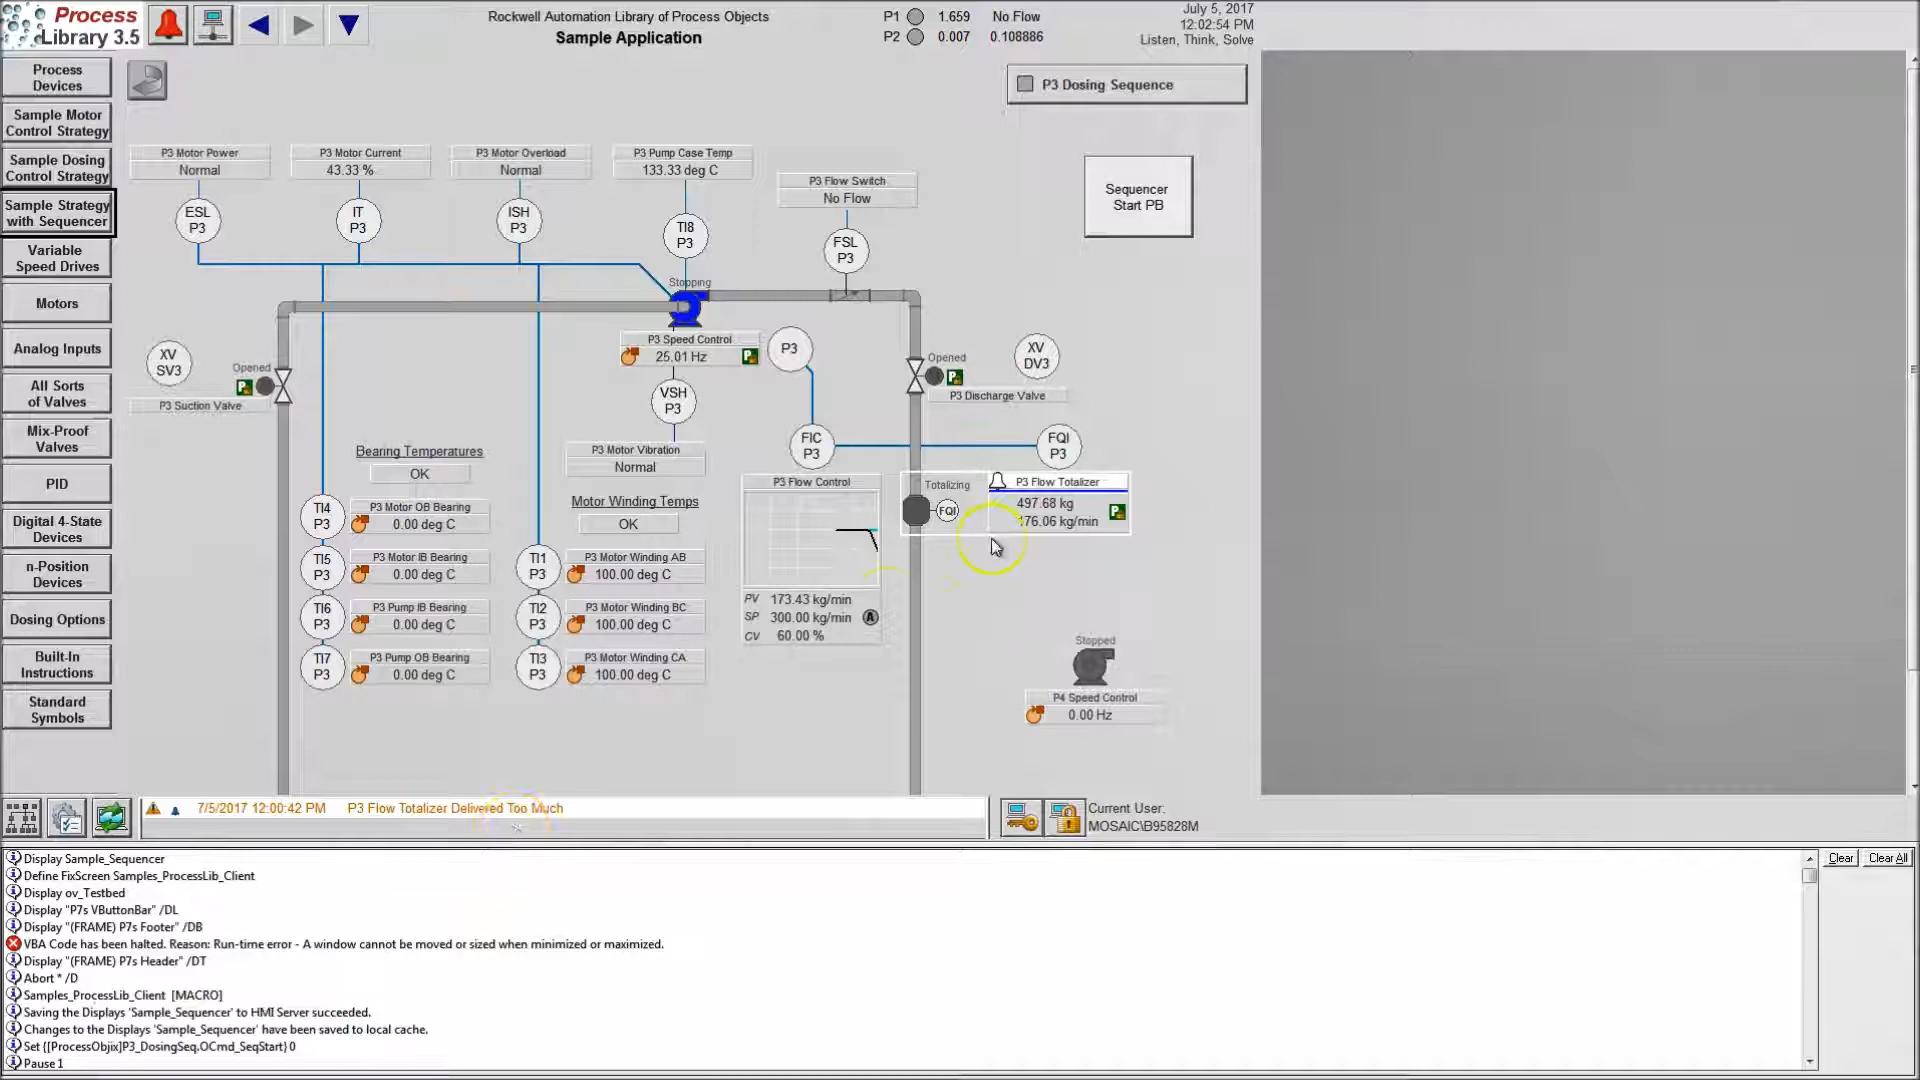 Process
Library 3.5
Rockwell Automation Library of Process Objects
Sample Application
P1 1.659 No Flow
P2 0.007 0.108886
July 5, 2017
12:02:54 PM
Listen, Think, Solve
Process
Devices
Sample Motor
Control Strategy
Sample Dosing
Control Strategy
Sample Strategy
with Sequencer
Variable
Speed Drives
Motors
Analog Inputs
All Sorts
of Valves
Mix-Proof
Valves
PID
Digital 4-State
Devices
n-Position
Devices
Dosing Options
Built-In
Instructions
Standard
Symbols
P3 Dosing Sequence
Sequencer
Start PB
P3 Motor Power
Normal
ESL
P3
P3 Motor Current
43.33 %
IT
P3
P3 Motor Overload
Normal
ISH
P3
P3 Pump Case Temp
133.33 deg C
TI8
P3
P3 Flow Switch
No Flow
FSL
P3
Stopping
P3 Speed Control
25.01 Hz
P3
VSH
P3
P3 Motor Vibration
Normal
XV
SV3
Opened
P3 Suction Valve
Opened
XV
DV3
P3 Discharge Valve
FIC
P3
FQI
P3
Bearing Temperatures
OK
Motor Winding Temps
OK
TI4
P3
P3 Motor OB Bearing
0.00 deg C
TI5
P3
P3 Motor IB Bearing
0.00 deg C
TI6
P3
P3 Pump IB Bearing
0.00 deg C
TI7
P3
P3 Pump OB Bearing
0.00 deg C
TI1
P3
P3 Motor Winding AB
100.00 deg C
TI2
P3
P3 Motor Winding BC
100.00 deg C
TI3
P3
P3 Motor Winding CA
100.00 deg C
P3 Flow Control
PV 173.43 kg/min
SP 300.00 kg/min A
CV 60.00 %
Totalizing
FQI
P3 Flow Totalizer
497.68 kg
176.06 kg/min
Stopped
P4 Speed Control
0.00 Hz
7/5/2017 12:00:42 PM P3 Flow Totalizer Delivered Too Much
Current User:
MOSAIC\B95828M
Clear Clear All
Display Sample_Sequencer
Define FixScreen Samples_ProcessLib_Client
Display ov_Testbed
Display "P7s VButtonBar" /DL
Display "(FRAME) P7s Footer" /DB
VBA Code has been halted. Reason: Run-time error - A window cannot be moved or sized when minimized or maximized.
Display "(FRAME) P7s Header" /DT
Abort * /D
Samples_ProcessLib_Client [MACRO]
Saving the Displays 'Sample_Sequencer' to HMI Server succeeded.
Changes to the Displays 'Sample_Sequencer' have been saved to local cache.
Set {[ProcessObjix]P3_DosingSeq.OCmd_SeqStart} 0
Pause 1